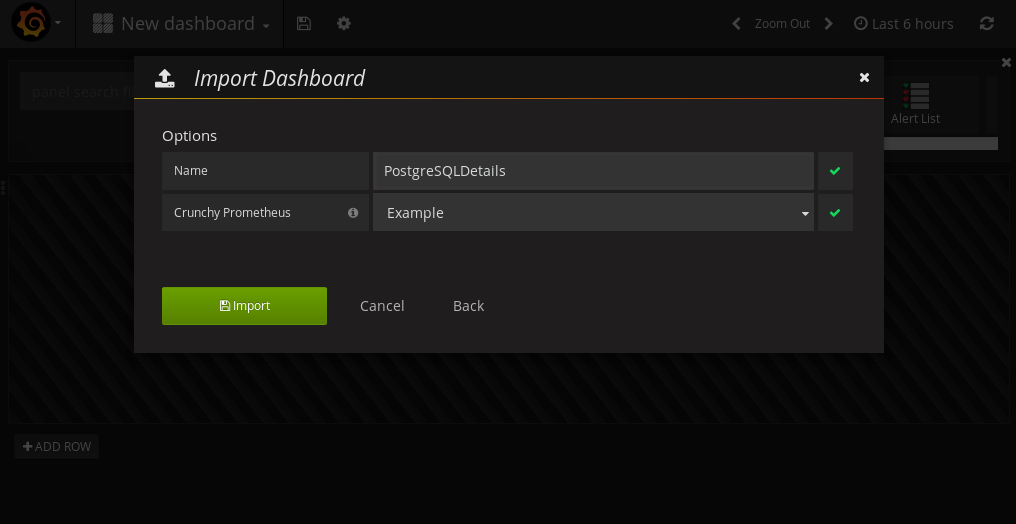 New dashboard
Zoom Out
Last 6 hours
Import Dashboard
panel search fi
Alert List
Options
Name
PostgreSQLDetails
Crunchy Prometheus
Example
Import
Cancel
Back
ADD ROW